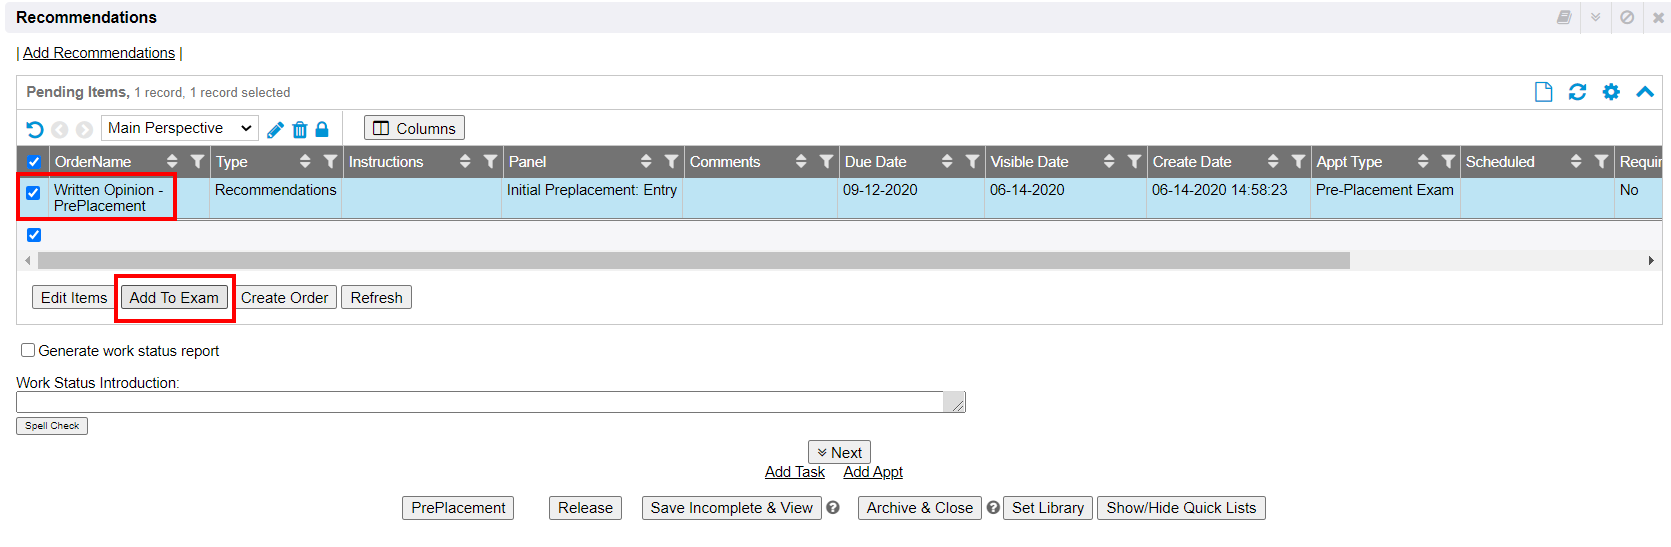 Recommendations
| Add Recommendations |
Pending Items, 1 record, 1 record selected
Main Perspective
Columns
OrderName Type Instructions Panel Comments Due Date Visible Date Create Date Appt Type Scheduled Requir
Written Opinion - Recommendations Initial Preplacement: Entry 09-12-2020 06-14-2020 06-14-2020 14:58:23 Pre-Placement Exam No
PrePlacement
Edit Items Add To Exam Create Order Refresh
Generate work status report
Work Status Introduction:
Spell Check
Next
Add Task Add Appt
PrePlacement Release Save Incomplete & View Archive & Close Set Library Show/Hide Quick Lists